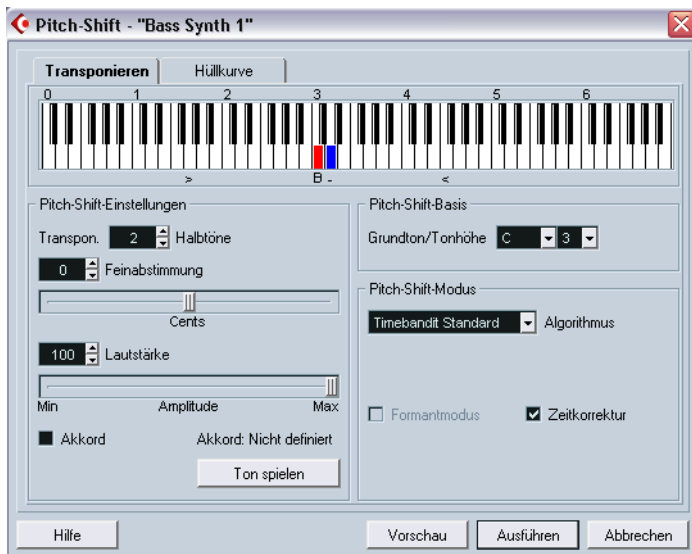 Pitch-Shift - "Bass Synth 1"
Transponieren Hüllkurve
0 1 2 3 4 5 6
> B - <
Pitch-Shift-Einstellungen
Transpon. 2 Halbtöne
0 Feinabstimmung
Cents
100 Lautstärke
Min Amplitude Max
Akkord Akkord: Nicht definiert
Ton spielen
Pitch-Shift-Basis
Grundton/Tonhöhe C 3
Pitch-Shift-Modus
Timebandit Standard Algorithmus
Formantmodus Zeitkorrektur
Hilfe Vorschau Ausführen Abbrechen